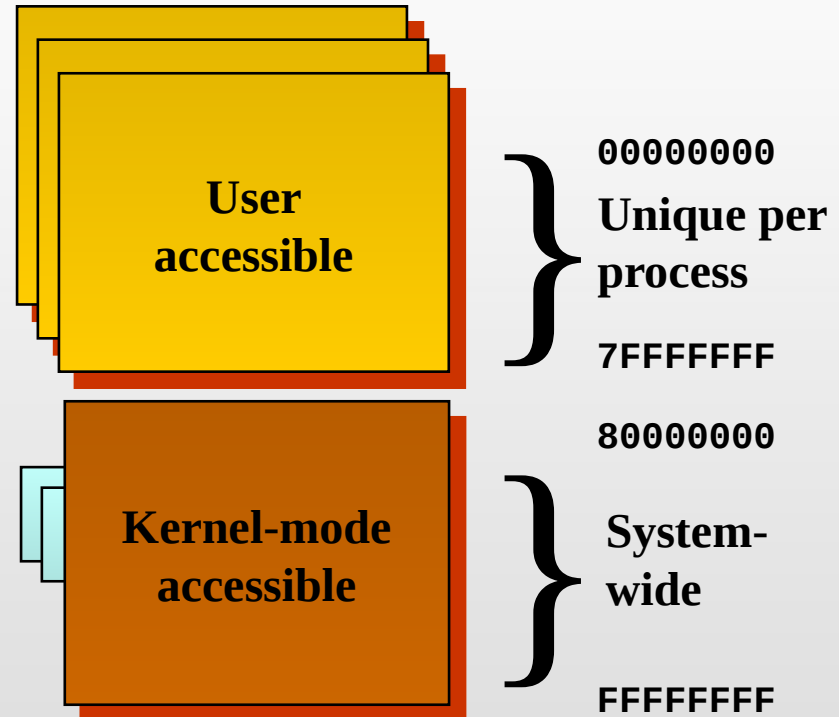 User
accessible
00000000
Unique per
process
7FFFFFFF
80000000
Kernel-mode
accessible
System-
wide
FFFFFFFF